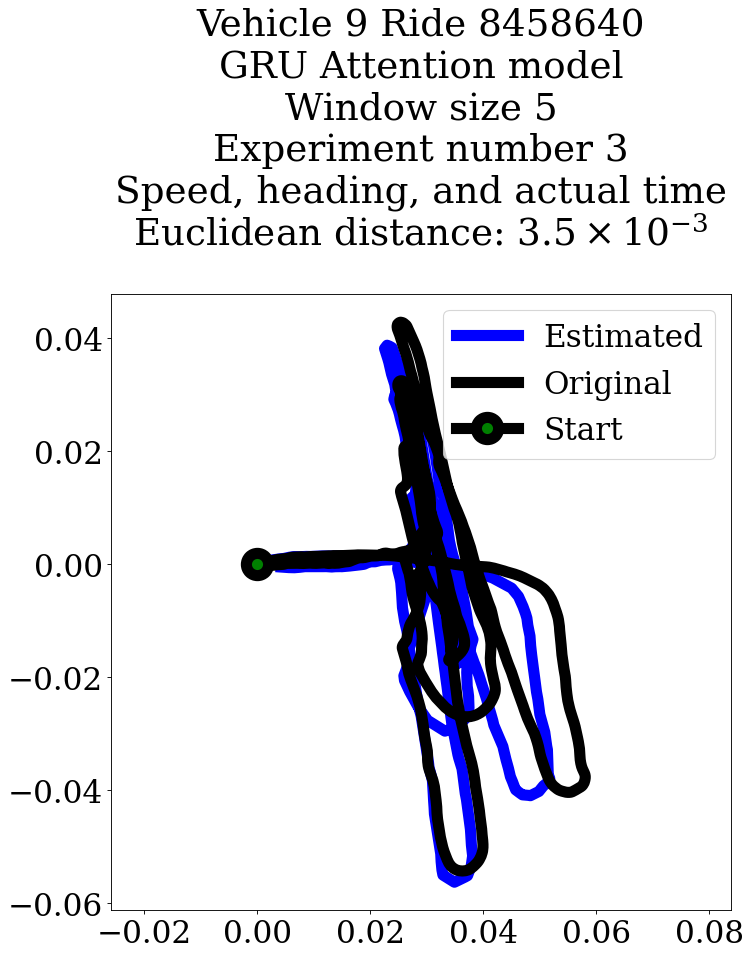 Vehicle 9 Ride 8458640
GRU Attention model
Window size 5
Experiment number 3
Speed, heading, and actual time
Euclidean distance: 3.5 × 10⁻³
Estimated
Original
Start
0.04
0.02
0.00
−0.02
−0.04
−0.06
−0.02 0.00 0.02 0.04 0.06 0.08